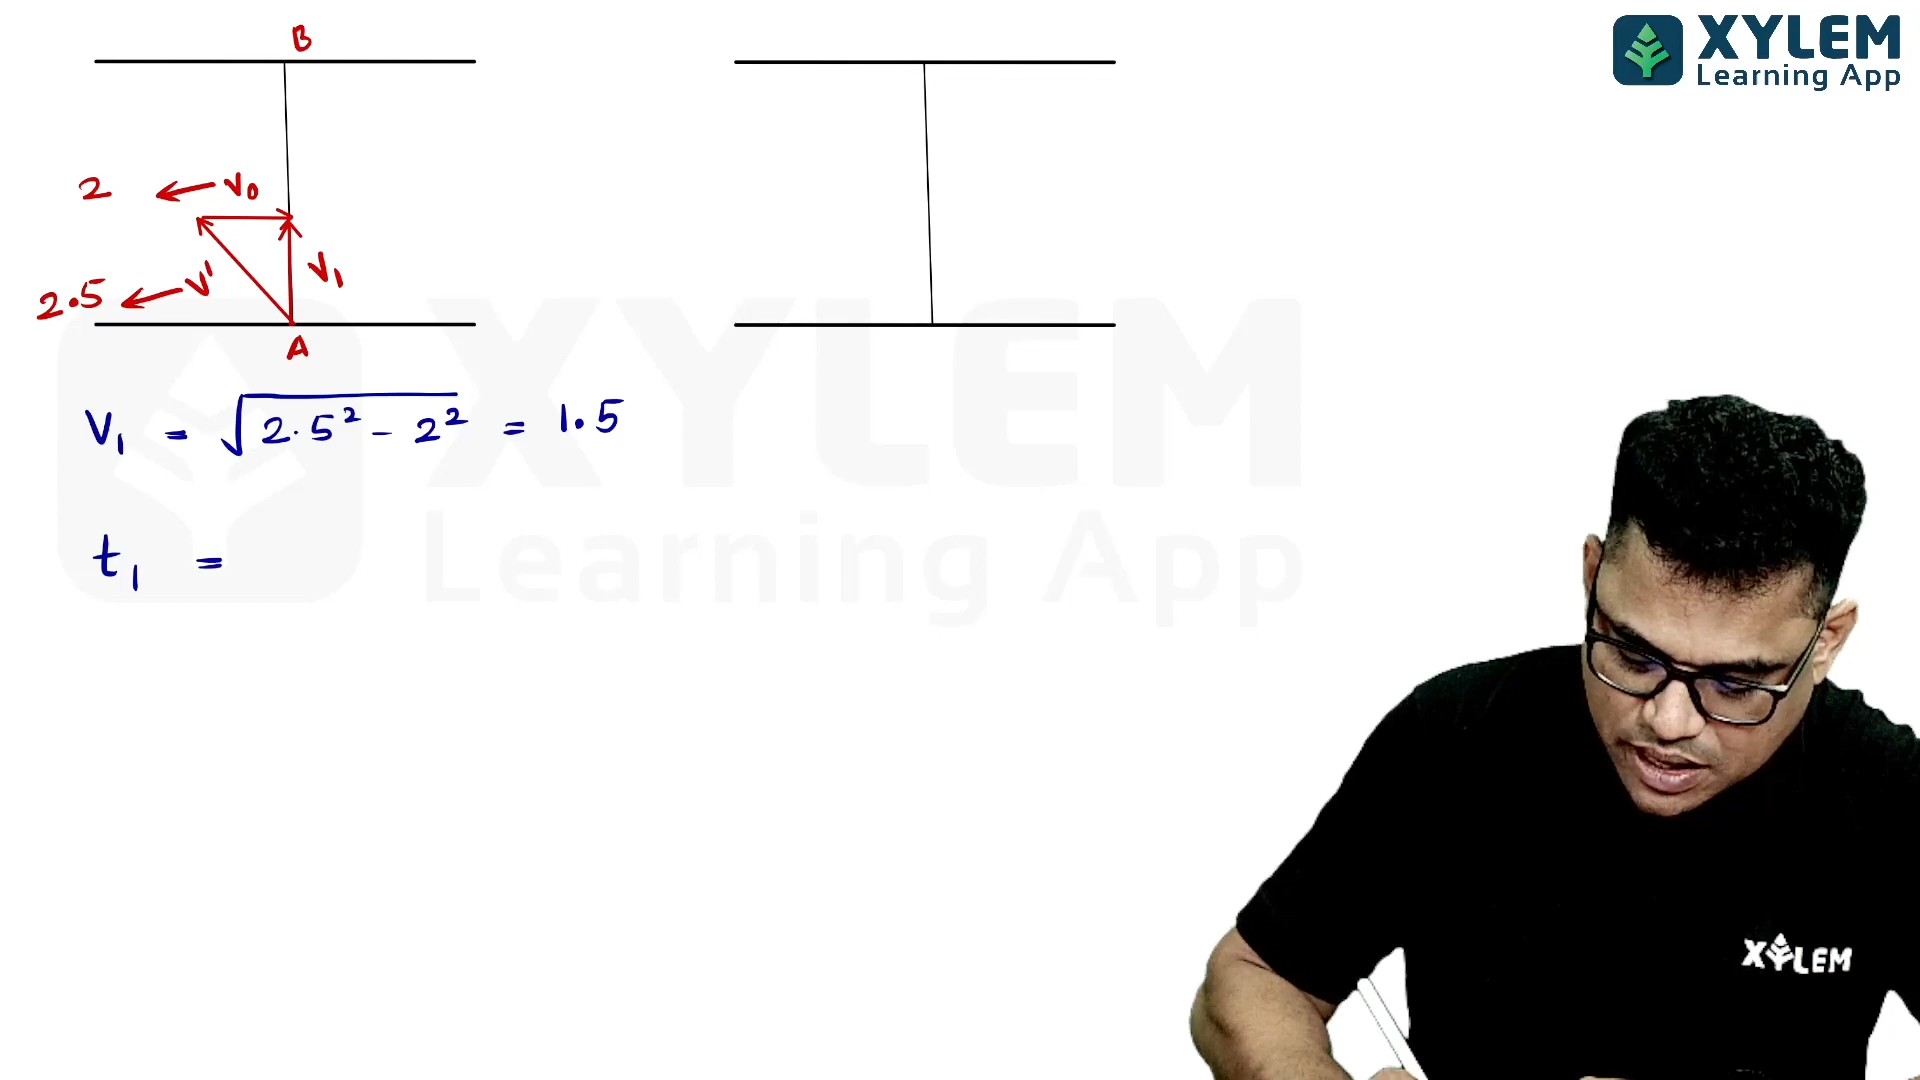 B
XYLEM
Learning App
2 ← v₀
2.5 ← v'
v₁
A
v₁ = √2.5² - 2² = 1.5
t₁ =
XYLEM
Learning App
XYLEM